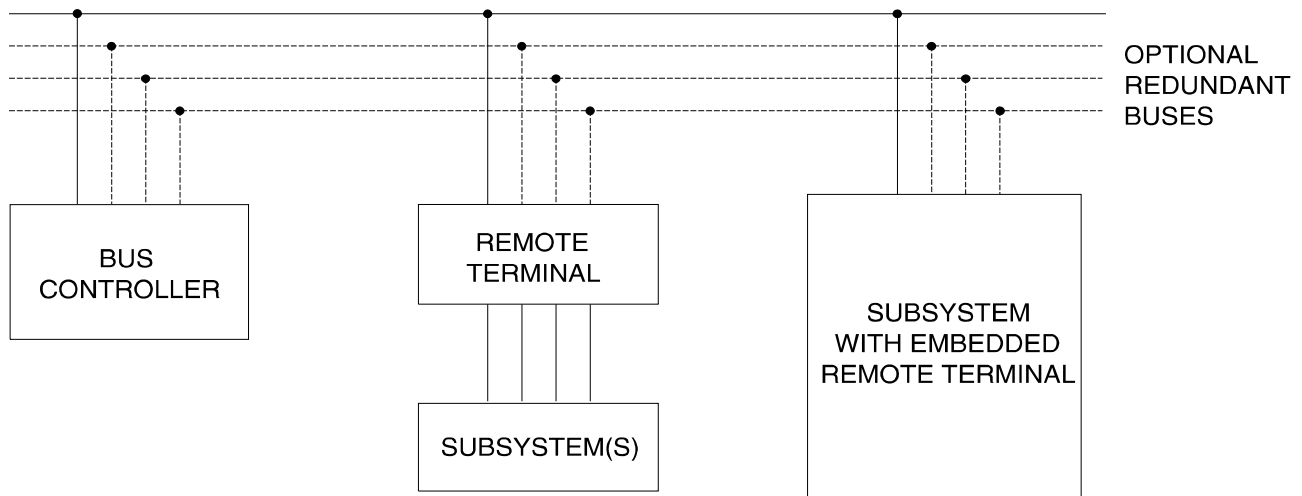 OPTIONAL
REDUNDANT
BUSES
BUS
CONTROLLER
REMOTE
TERMINAL
SUBSYSTEM(S)
SUBSYSTEM
WITH EMBEDDED
REMOTE TERMINAL